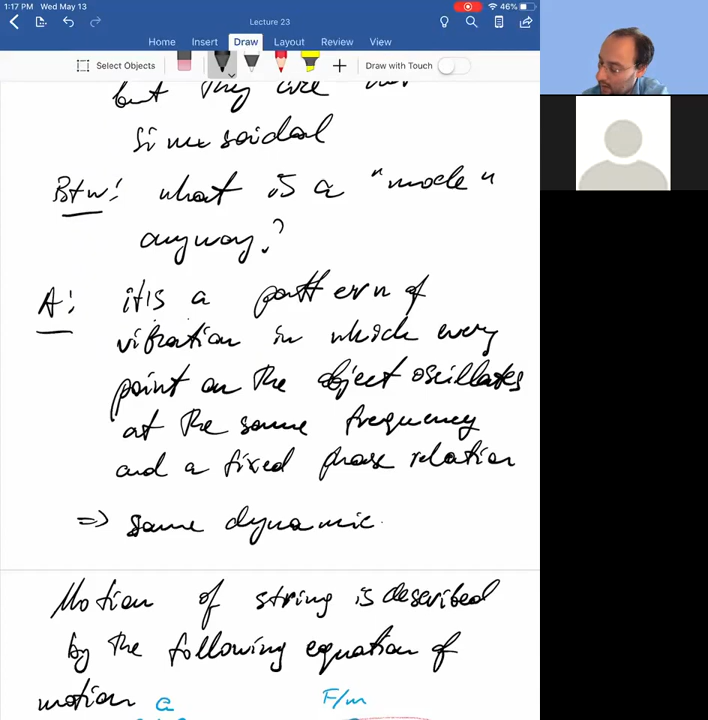 1:17 PM Wed May 13
46%
Lecture 23
Home Insert Draw Layout Review View
Select Objects
Draw with Touch
but they are
sinusoidal
Btw: what is a "mode"
anyway?
A: it is a pattern of
vibration in which every
point on the object oscillates
at the same frequency
and a fixed phase relation
=> same dynamic.
Motion of string is described
by the following equation of
motion a F/m